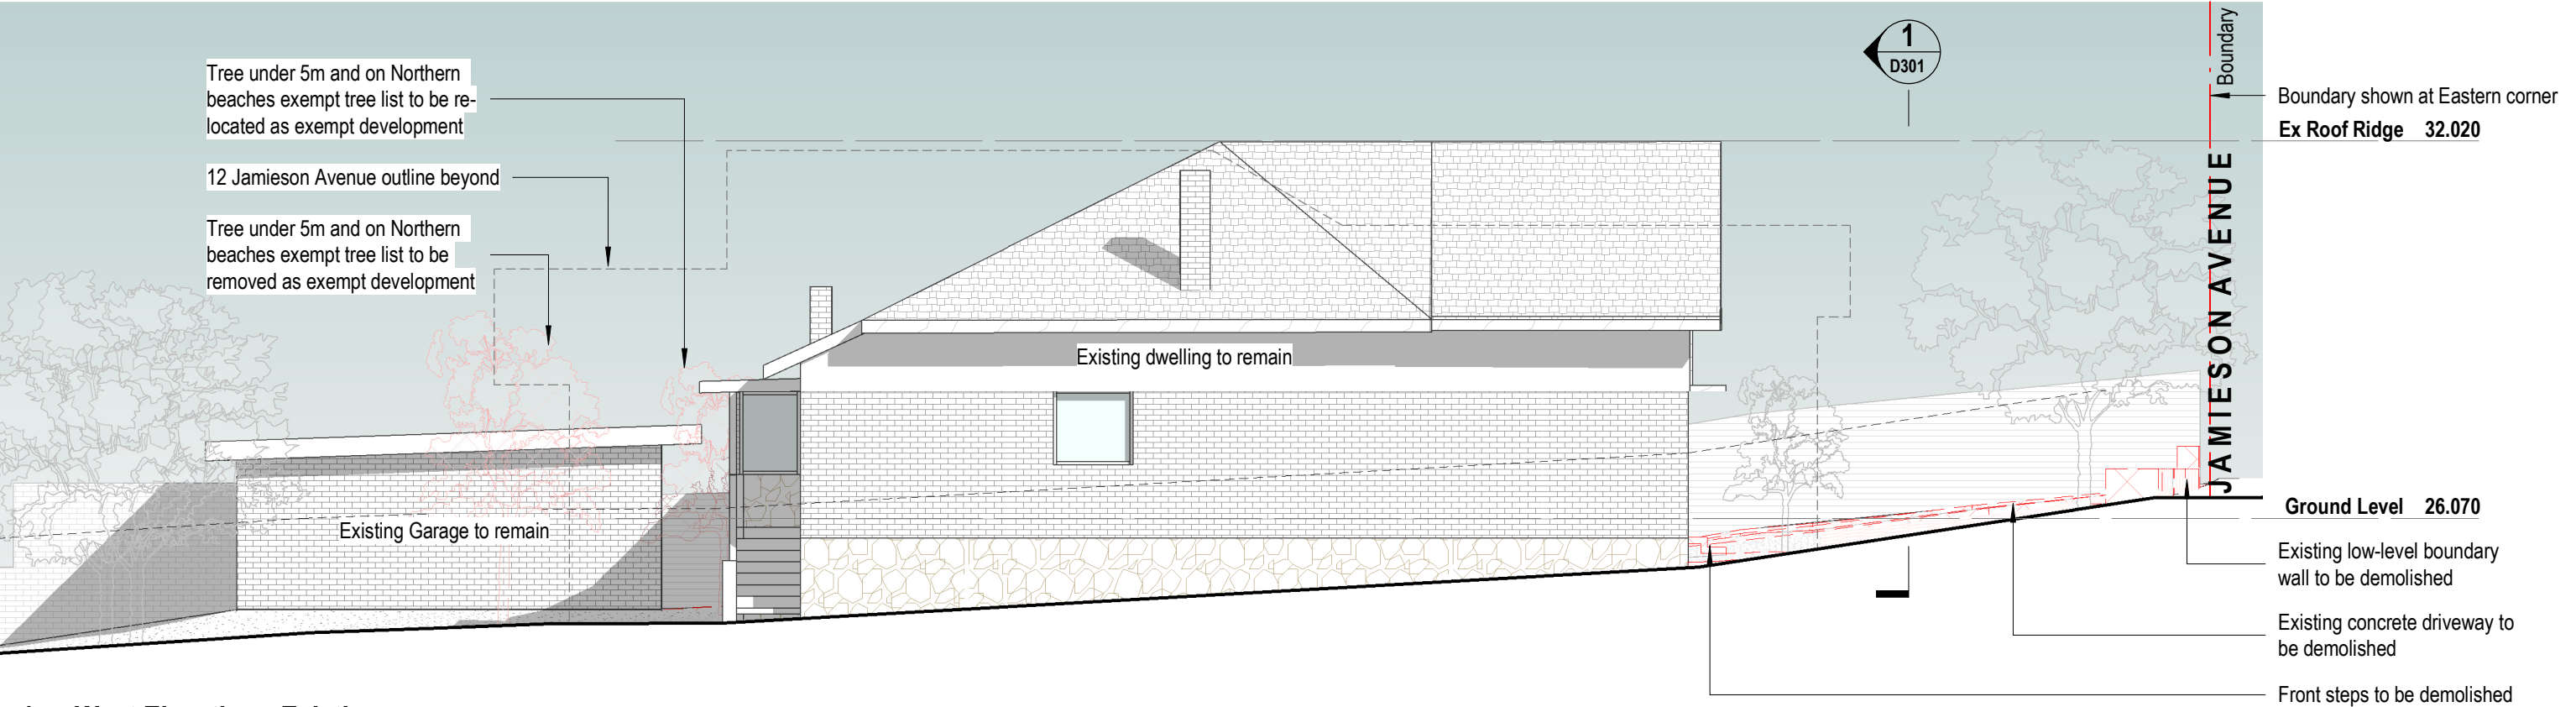 Tree under 5m and on Northern
beaches exempt tree list to be re-
located as exempt development
12 Jamieson Avenue outline beyond
Tree under 5m and on Northern
beaches exempt tree list to be
removed as exempt development
1
D301
Boundary
Boundary shown at Eastern corner
Ex Roof Ridge 32.020
JAMIESON AVENUE
Existing dwelling to remain
Existing Garage to remain
Ground Level 26.070
Existing low-level boundary
wall to be demolished
Existing concrete driveway to
be demolished
Front steps to be demolished